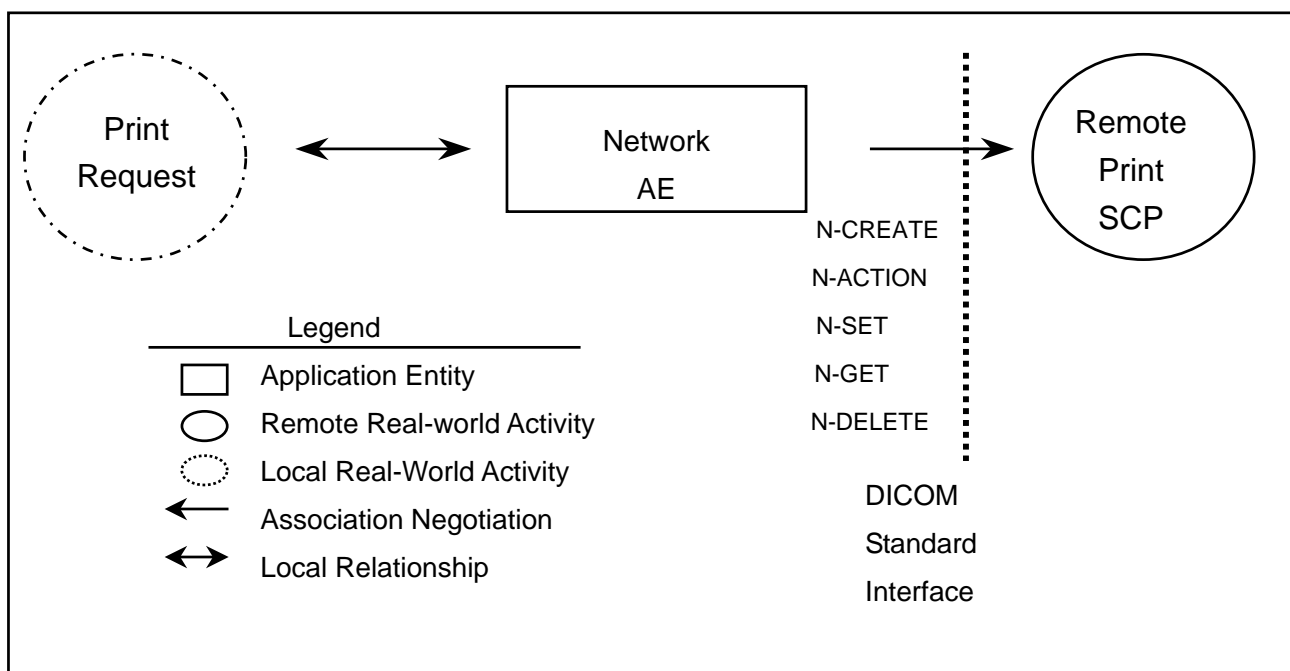 Print
Request
Network
AE
Remote
Print
SCP
N-CREATE
N-ACTION
N-SET
N-GET
N-DELETE
DICOM
Standard
Interface
Legend
Application Entity
Remote Real-world Activity
Local Real-World Activity
Association Negotiation
Local Relationship